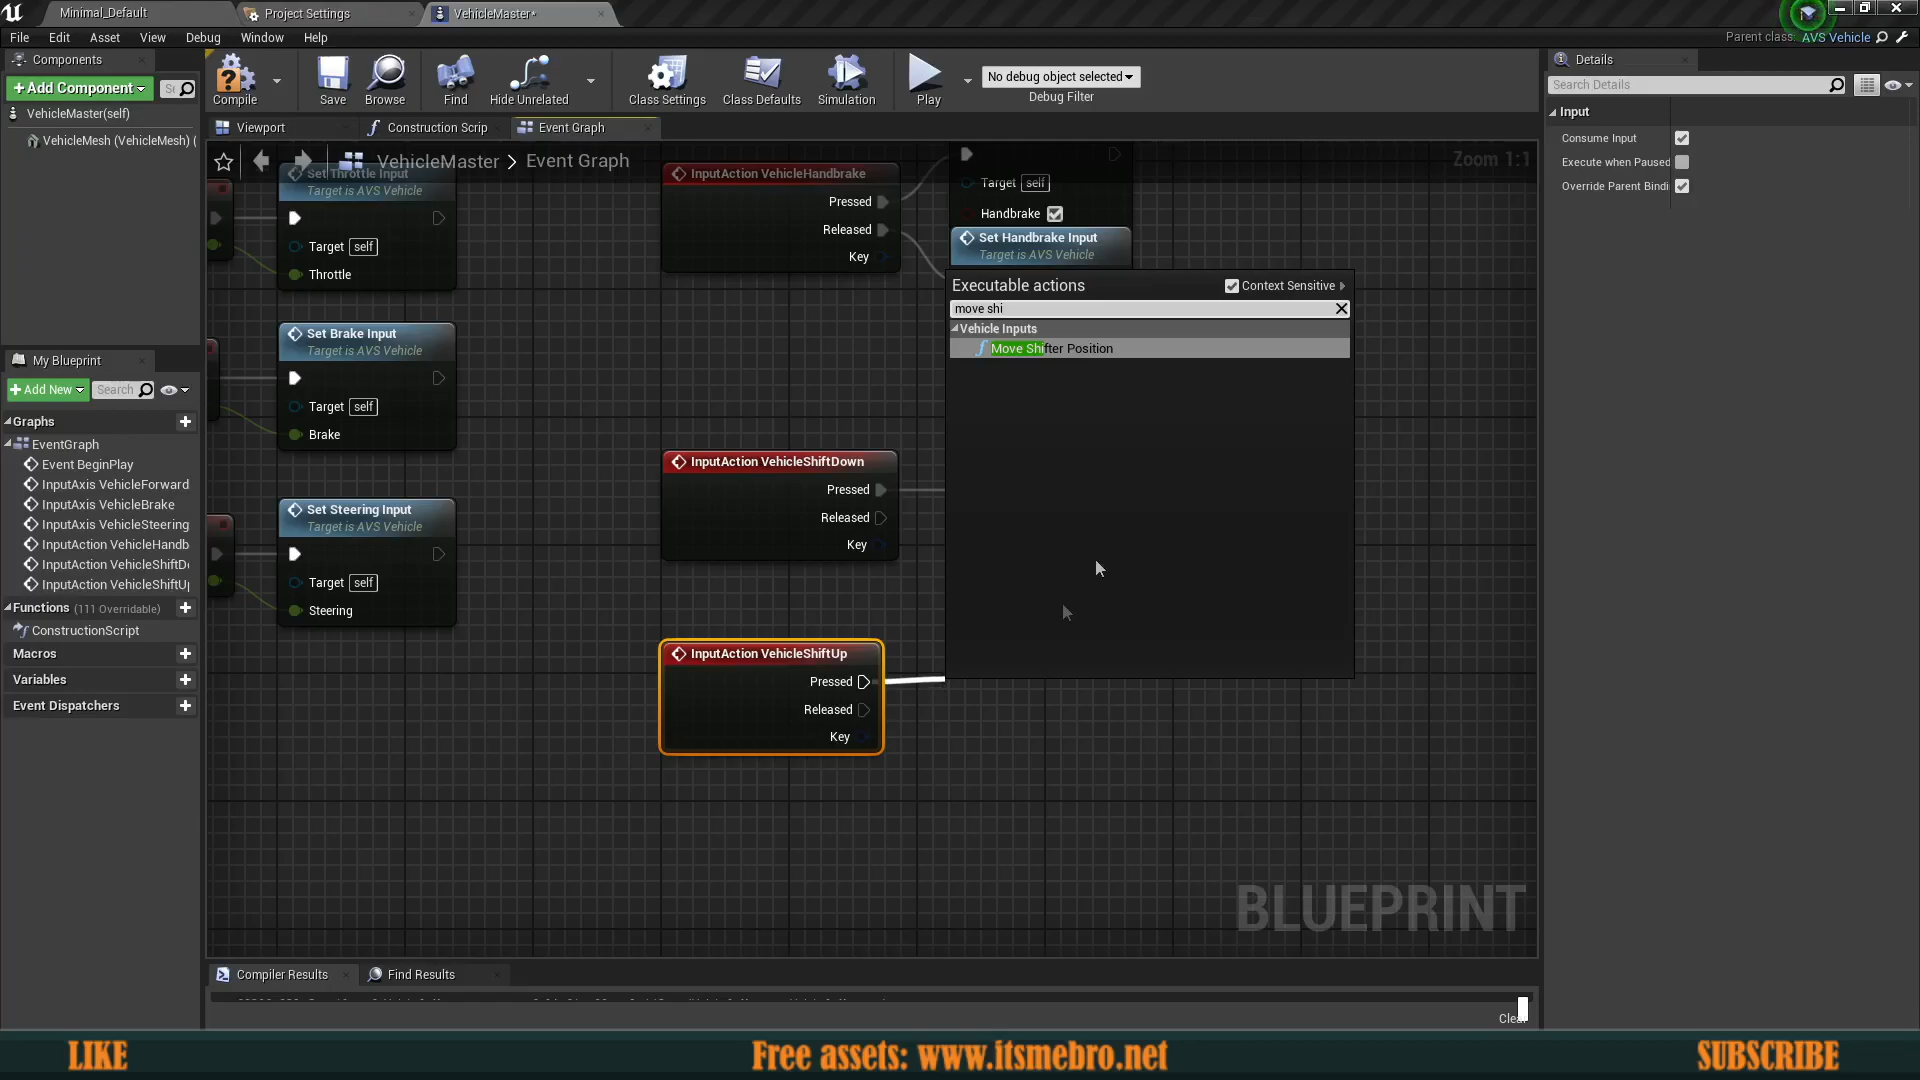 Minimal_Default
Project Settings
VehicleMaster*
File Edit Asset View Debug Window Help
Parent class: AVS Vehicle
Components
+Add Component
VehicleMaster(self)
VehicleMesh (VehicleMesh) (
Compile
Save
Browse
Find
Hide Unrelated
Class Settings
Class Defaults
Simulation
Play
No debug object selected
Debug Filter
Viewport
Construction Scrip
Event Graph
VehicleMaster > Event Graph
Zoom 1:1
Set Throttle Input
Target is AVS Vehicle
Target self
Throttle
Set Brake Input
Target is AVS Vehicle
Target self
Brake
Set Steering Input
Target is AVS Vehicle
Target self
Steering
InputAction VehicleHandbrake
Pressed
Released
Key
Target self
Handbrake
Set Handbrake Input
Target is AVS Vehicle
Executable actions
Context Sensitive
move shi
Vehicle Inputs
Move Shifter Position
InputAction VehicleShiftDown
Pressed
Released
Key
InputAction VehicleShiftUp
Pressed
Released
Key
BLUEPRINT
My Blueprint
+Add New
Search
Graphs
EventGraph
Event BeginPlay
InputAxis VehicleForward
InputAxis VehicleBrake
InputAxis VehicleSteering
InputAction VehicleHandb
InputAction VehicleShiftD
InputAction VehicleShiftU
Functions (111 Overridable)
ConstructionScript
Macros
Variables
Event Dispatchers
Details
Search Details
Input
Consume Input
Execute when Paused
Override Parent Bindi
Compiler Results
Find Results
Clear
LIKE
Free assets: www.itsmebro.net
SUBSCRIBE